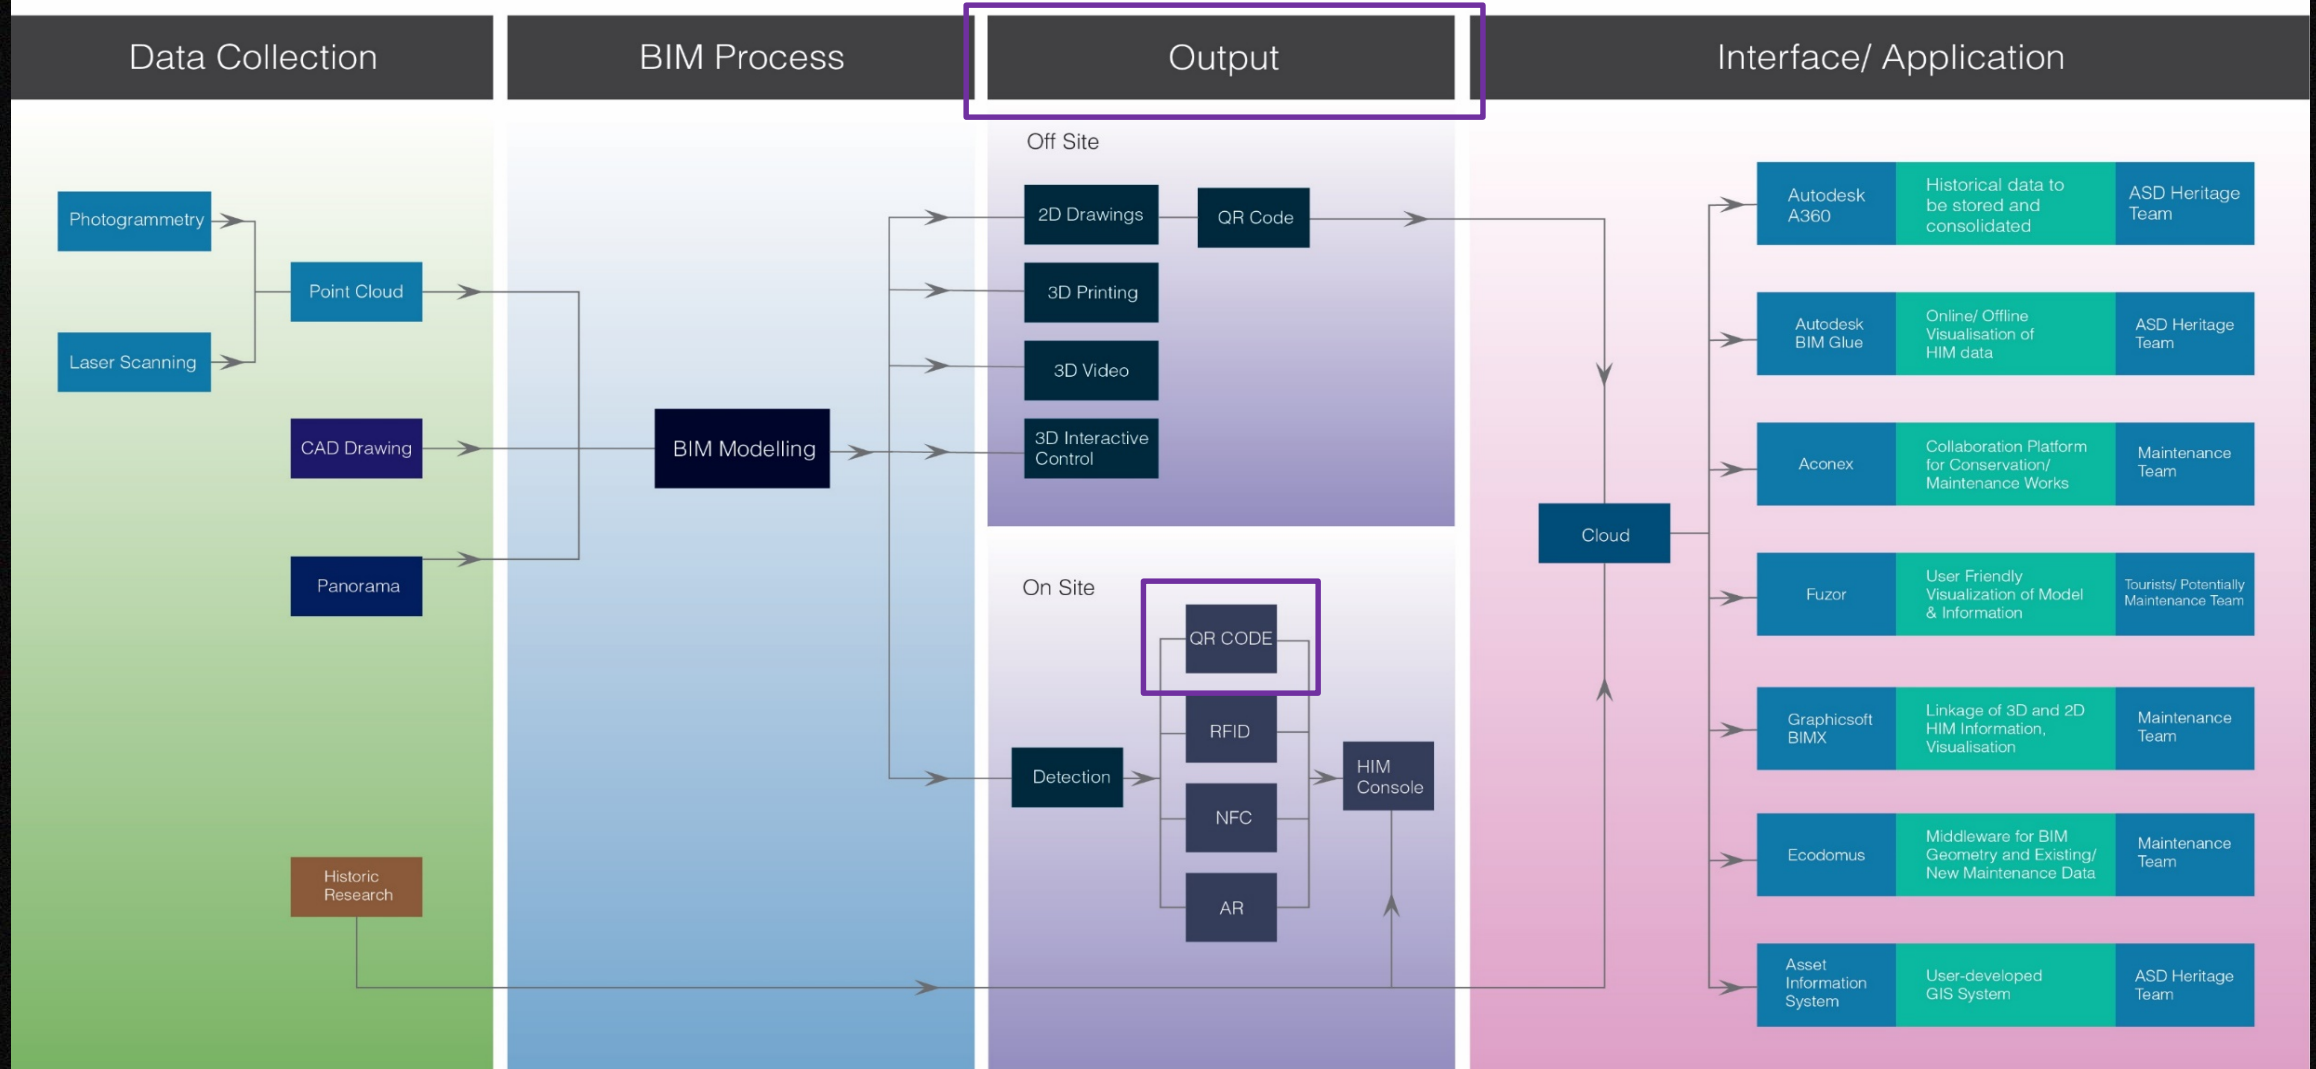 Data Collection
BIM Process
Output
Interface/ Application
Photogrammetry
Laser Scanning
Point Cloud
CAD Drawing
Panorama
Historic
Research
BIM Modelling
Off Site
2D Drawings
QR Code
3D Printing
3D Video
3D Interactive
Control
On Site
Detection
QR CODE
RFID
NFC
AR
HIM
Console
Cloud
Autodesk
A360
Historical data to
be stored and
consolidated
ASD Heritage
Team
Autodesk
BIM Glue
Online/ Offline
Visualisation of
HIM data
ASD Heritage
Team
Aconex
Collaboration Platform
for Conservation/
Maintenance Works
Maintenance
Team
Fuzor
User Friendly
Visualization of Model
& Information
Tourists/ Potentially
Maintenance Team
Graphicsoft
BIMX
Linkage of 3D and 2D
HIM Information,
Visualisation
Maintenance
Team
Ecodomus
Middleware for BIM
Geometry and Existing/
New Maintenance Data
Maintenance
Team
Asset
Information
System
User-developed
GIS System
ASD Heritage
Team